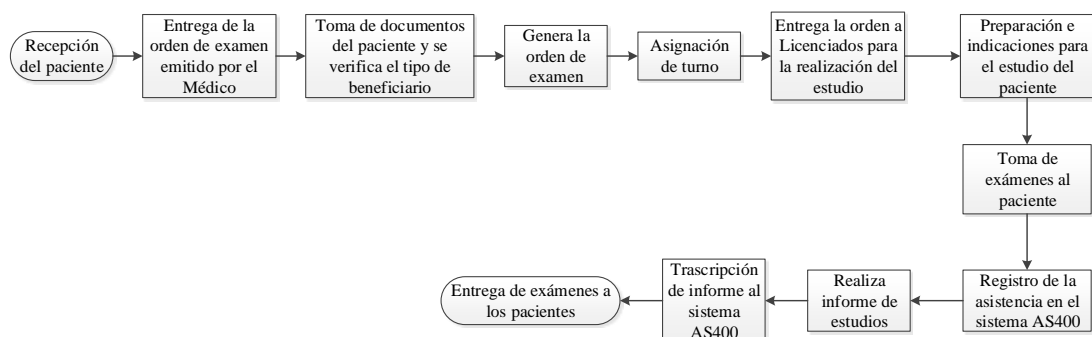 Recepción
del paciente
Entrega de la
orden de examen
emitido por el
Médico
Toma de documentos
del paciente y se
verifica el tipo de
beneficiario
Genera la
orden de
examen
Asignación
de turno
Entrega la orden a
Licenciados para
la realización del
estudio
Preparación e
indicaciones para
el estudio del
paciente
Toma de
exámenes al
paciente
Registro de la
asistencia en el
sistema AS400
Realiza
informe de
estudios
Trascripción
de informe al
sistema
AS400
Entrega de exámenes a
los pacientes